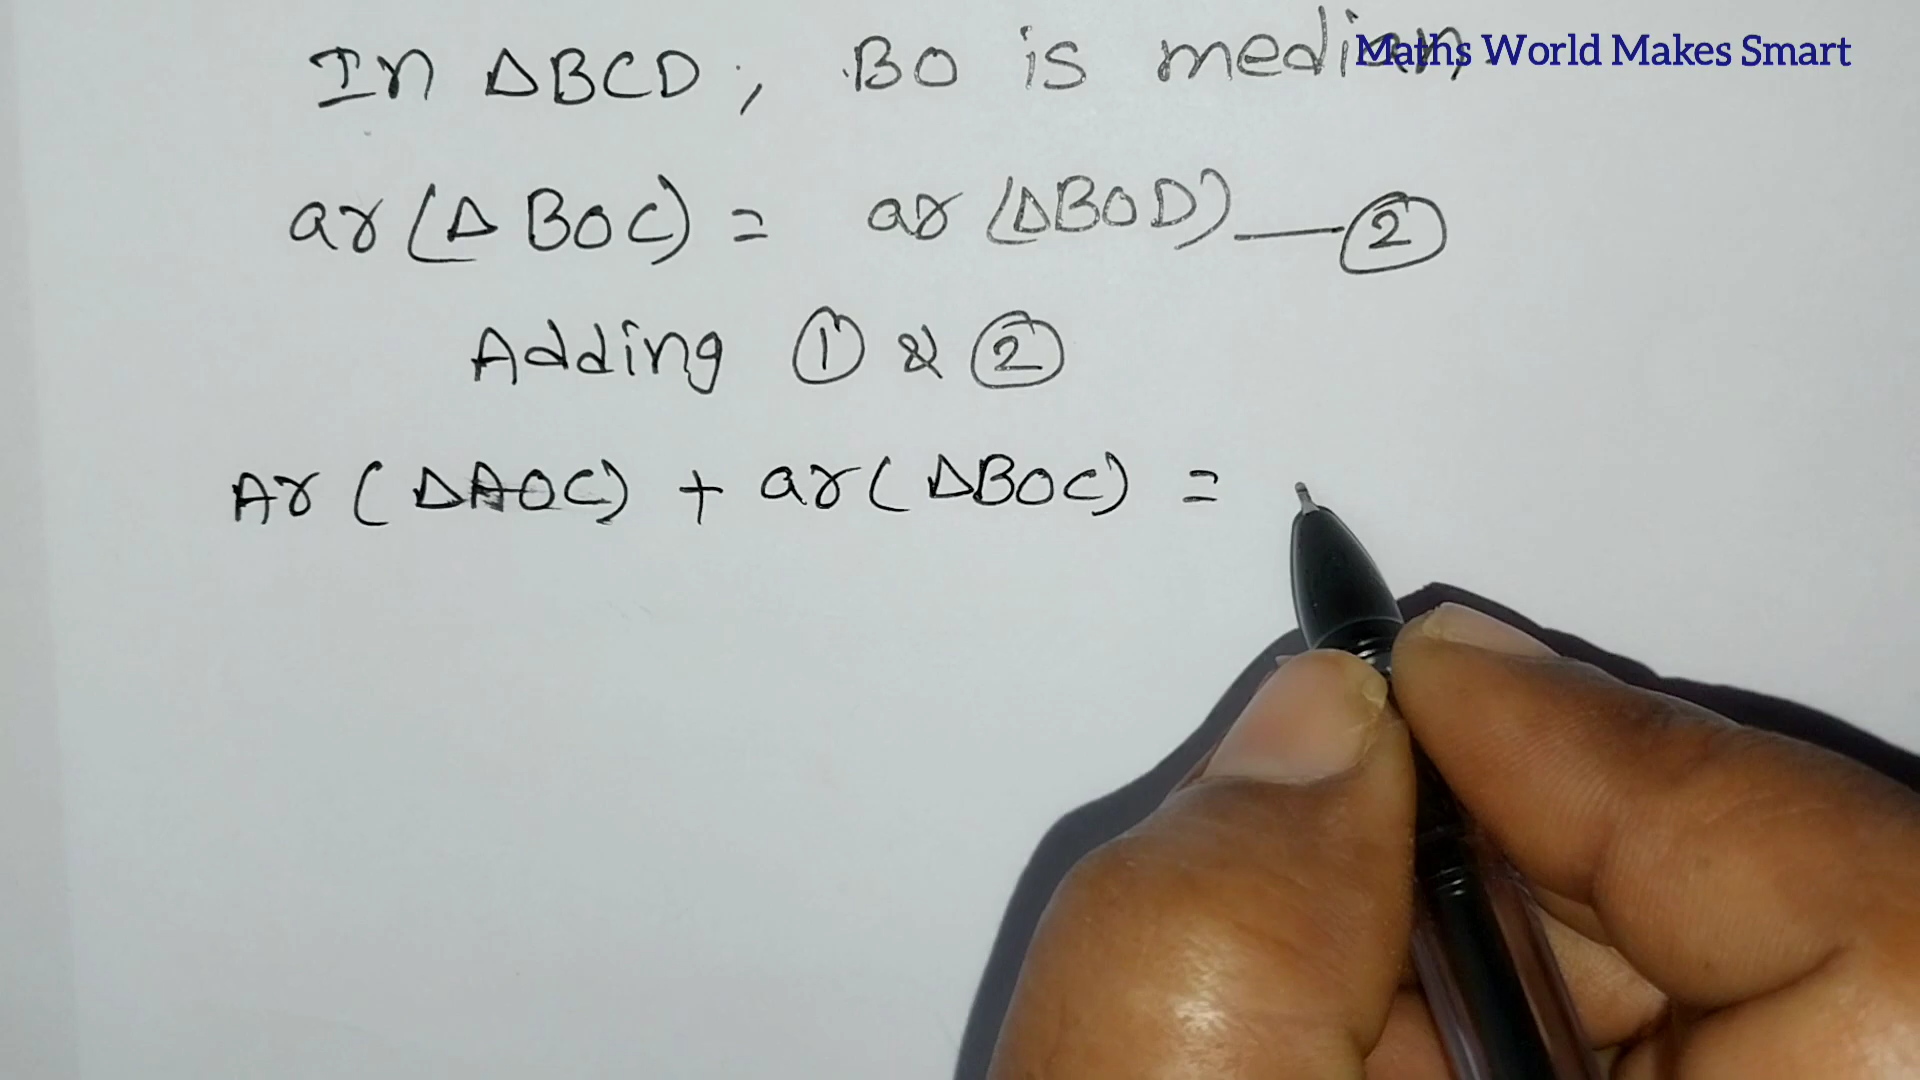 In ΔBCD, BO is median.
Maths World Makes Smart
ar(Δ BOC) = ar(ΔBOD) — ②
Adding ① & ②
Ar(ΔAOC) + ar(ΔBOC) =